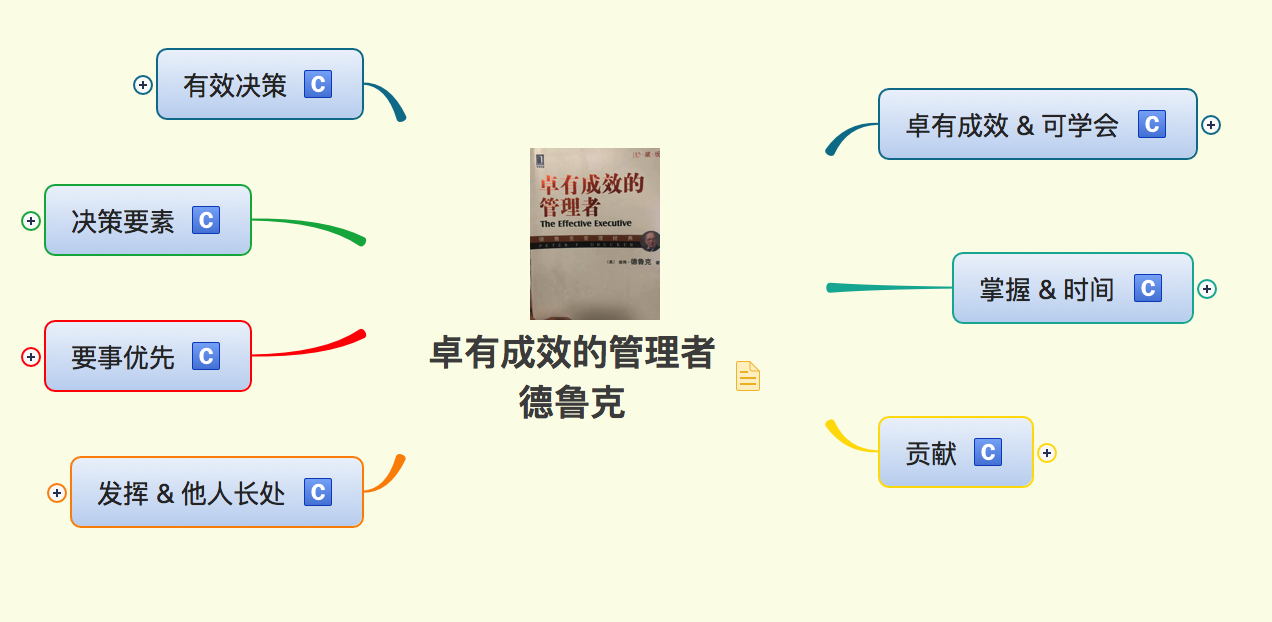 有效决策 C
决策要素 C
要事优先 C
发挥 & 他人长处 C
卓有成效的
管理者
The Effective Executive
PETER F. DRUCKER
德鲁克
卓有成效的管理者
德鲁克
卓有成效 & 可学会 C
掌握 & 时间 C
贡献 C